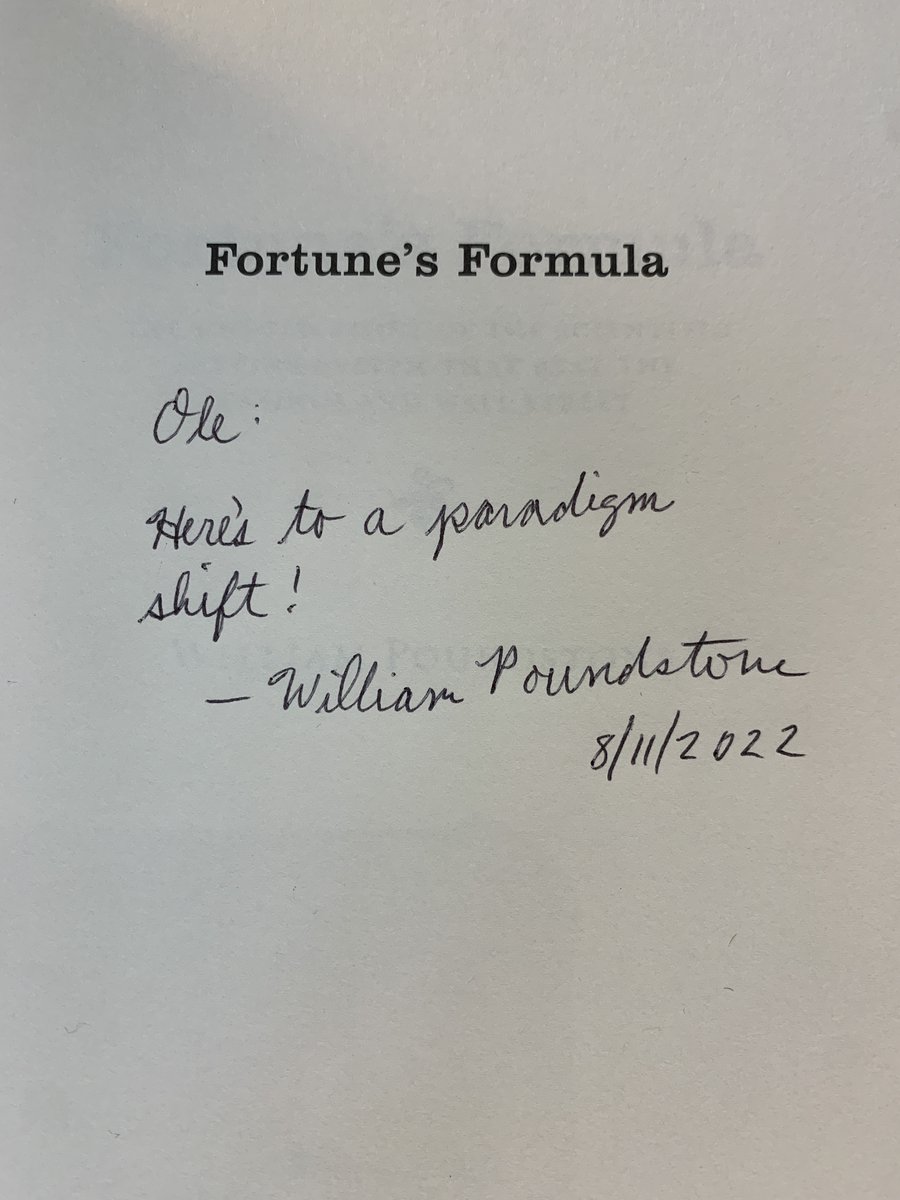 Fortune's Formula
Ole:
Here's to a paradigm
shift!
— William Poundstone
8/11/2022